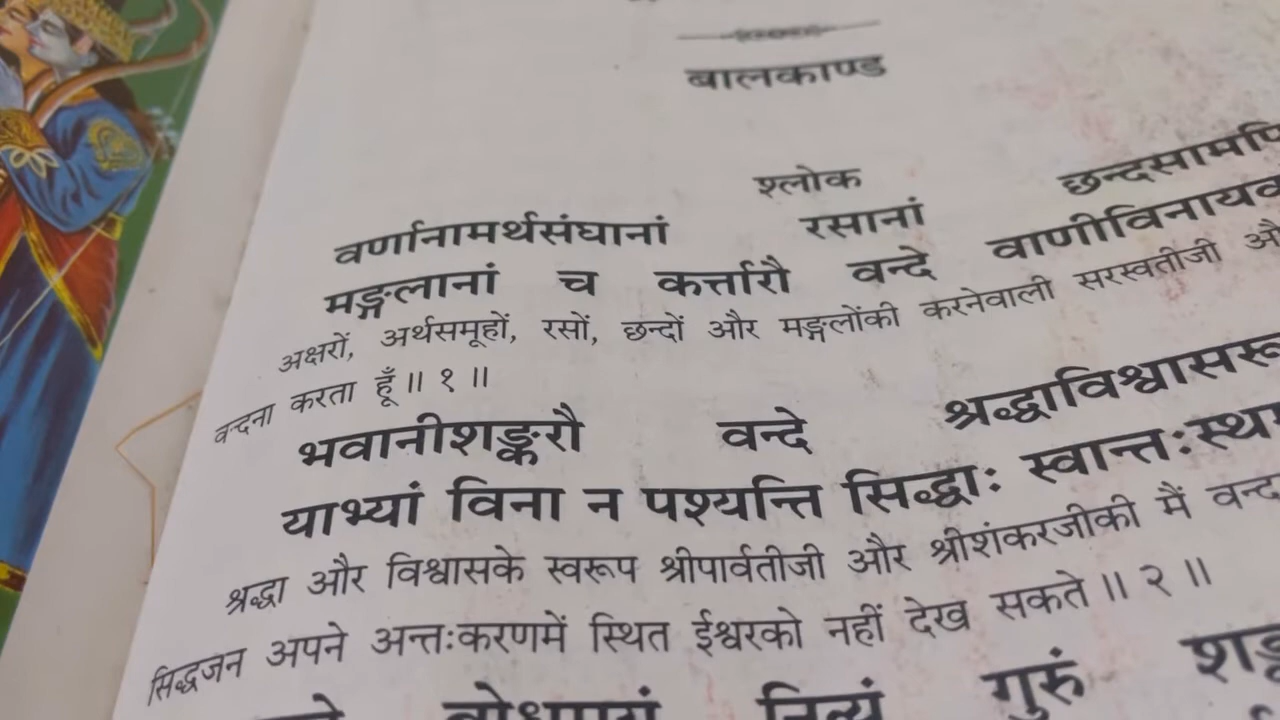 बालकाण्ड
श्लोक
वर्णानामर्थसंघानां रसानां छन्दसामपि
मङ्गलानां च कर्त्तारौ वन्दे वाणीविनायक
अक्षरों, अर्थसमूहों, रसों, छन्दों और मङ्गलोंकी करनेवाली सरस्वतीजी
वन्दना करता हूँ॥ १ ॥
भवानीशङ्करौ वन्दे श्रद्धाविश्वासरू
याभ्यां विना न पश्यन्ति सिद्धाः स्वान्तःस्थ
श्रद्धा और विश्वासके स्वरूप श्रीपार्वतीजी और श्रीशंकरजीकी मैं वन्द
सिद्धजन अपने अन्तःकरणमें स्थित ईश्वरको नहीं देख सकते॥ २ ॥
नित्यं गुरुं